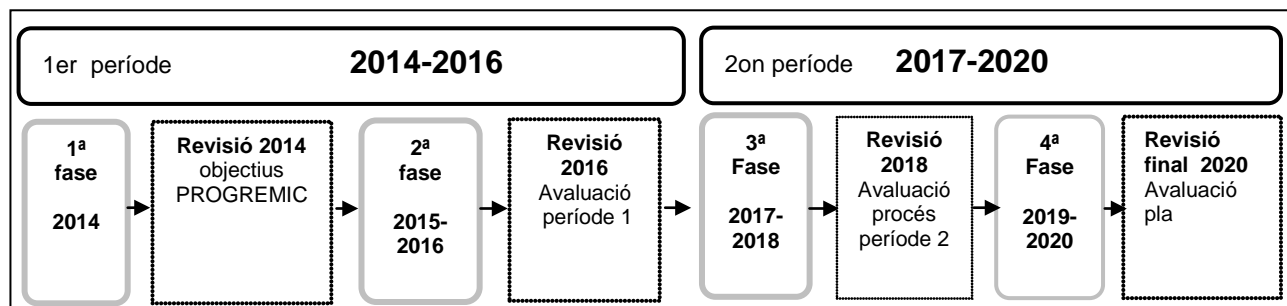 1er període 2014-2016
2on període 2017-2020
1ª
fase
2014
Revisió 2014
objectius
PROGREMIC
2ª
fase
2015-
2016
Revisió
2016
Avaluació
període 1
3ª
Fase
2017-
2018
Revisió
2018
Avaluació
procés
període 2
4ª
Fase
2019-
2020
Revisió
final 2020
Avaluació
pla